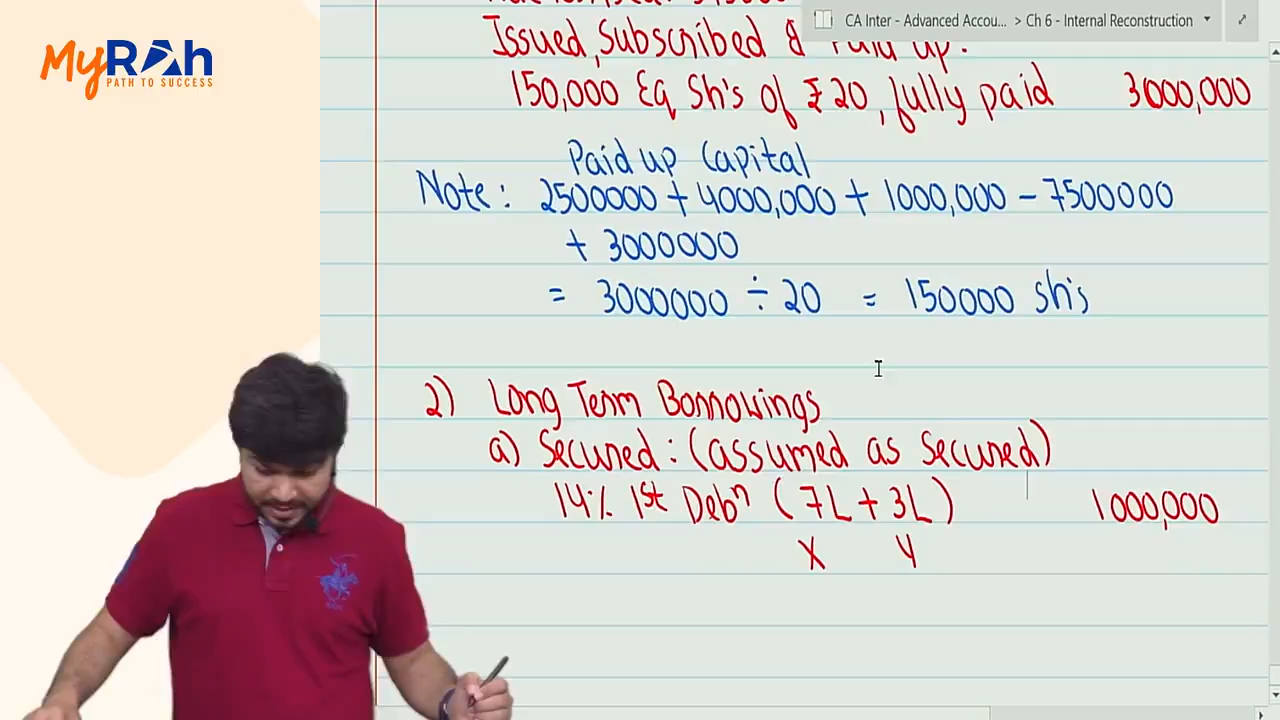 MyRAh
PATH TO SUCCESS
CA Inter - Advanced Accou... > Ch 6 - Internal Reconstruction
Issued, Subscribed & Paid up:
150,000 Eq Sh's of ₹20, fully paid 3000,000
Paid up Capital
Note: 2500000 + 4000,000 + 1000,000 - 7500000
+ 3000000
= 3000000 ÷ 20 = 150000 Sh's
2) Long Term Borrowings
a) Secured: (assumed as Secured)
14% 1st Debn (7L + 3L) 1000,000
X Y